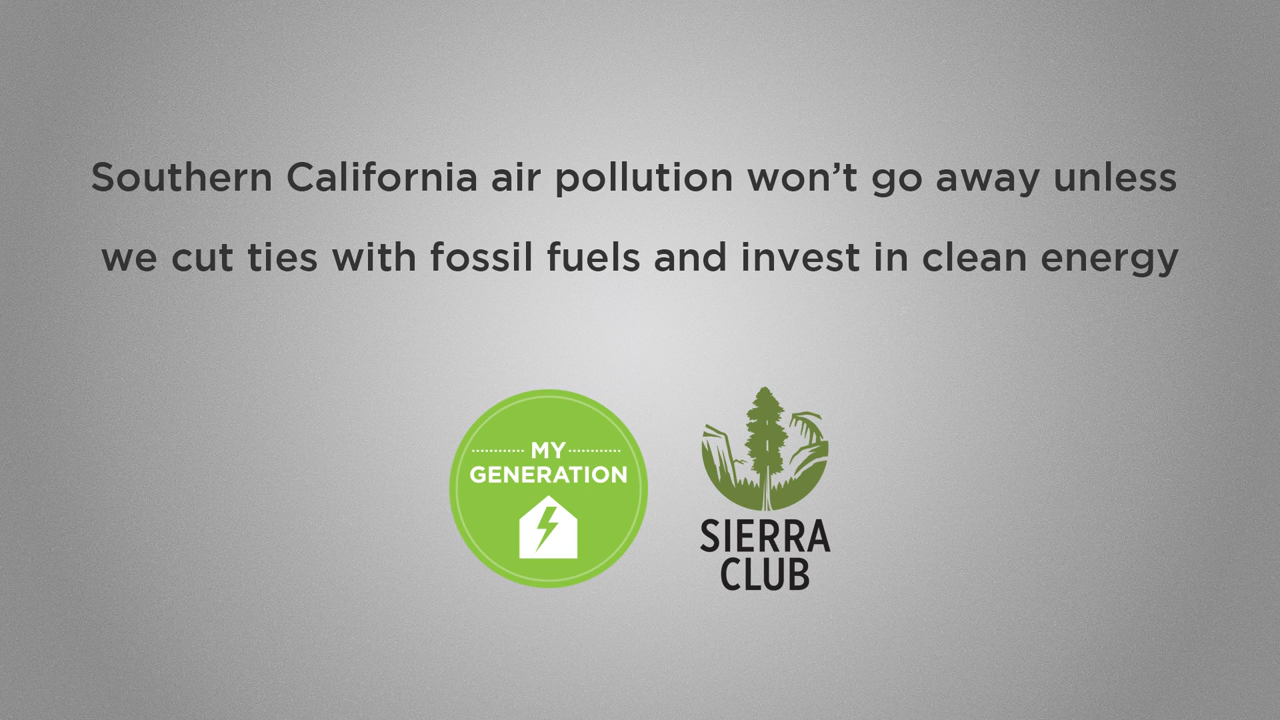 Southern California air pollution won’t go away unless
we cut ties with fossil fuels and invest in clean energy
MY
GENERATION
SIERRA
CLUB